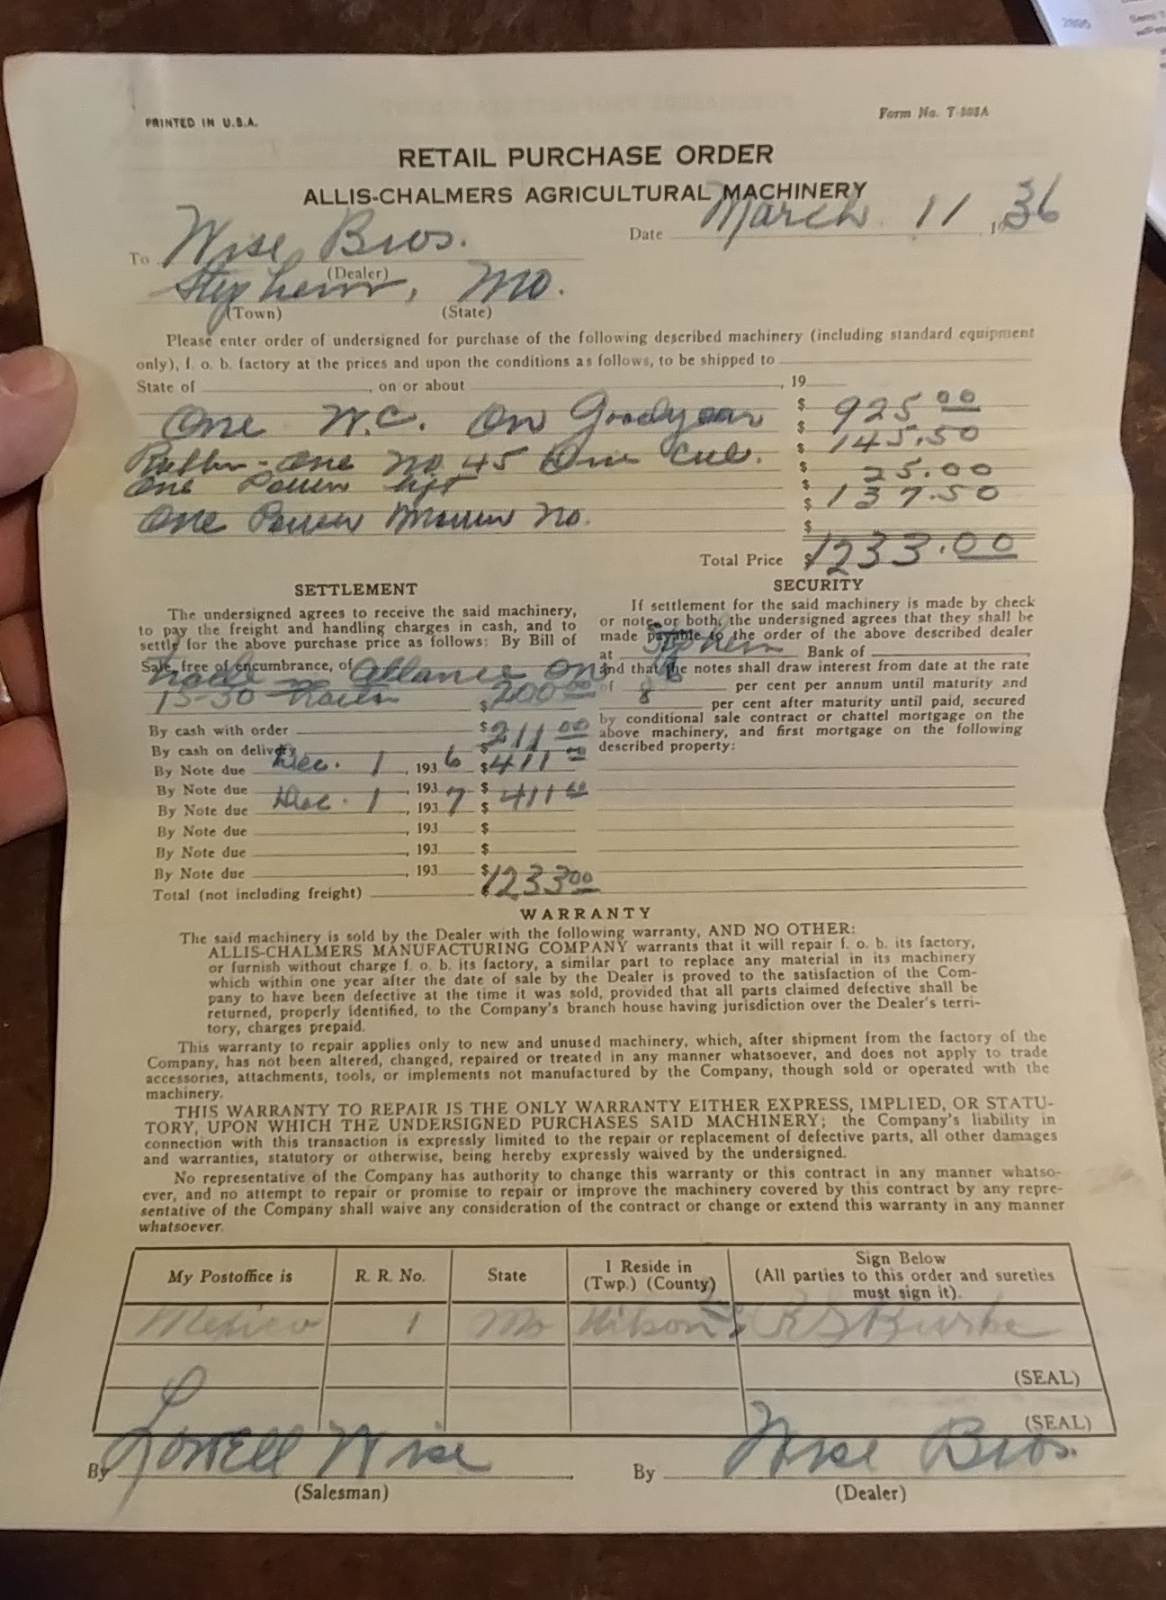 PRINTED IN U.S.A.
Form No. T-303A
RETAIL PURCHASE ORDER
ALLIS-CHALMERS AGRICULTURAL MACHINERY
Date March 11, 1936
To Wise Bros.
(Dealer)
Stephens, Mo.
(Town) (State)
Please enter order of undersigned for purchase of the following described machinery (including standard equipment
only), f. o. b. factory at the prices and upon the conditions as follows, to be shipped to
State of , on or about , 19
One W.C. On Goodyear $ 925.00
Rubber - One No. 45 Cul. $ 145.50
One Power lift $ 25.00
One Power Mower No. $ 137.50
$
Total Price $1233.00
SETTLEMENT
The undersigned agrees to receive the said machinery,
to pay the freight and handling charges in cash, and to
settle for the above purchase price as follows: By Bill of
Sale, free of encumbrance, of Trade Allance On
15-30 $200.00
By cash with order $211.00
By cash on delivery $
By Note due Dec. 1, 1936 $411.00
By Note due , 193 $
By Note due Dec. 1, 1937 $411.00
By Note due , 193 $
By Note due , 193 $
By Note due , 193 $
Total (not including freight) $1233.00
SECURITY
If settlement for the said machinery is made by check
or note, or both, the undersigned agrees that they shall be
made payable to the order of the above described dealer
at Stephens Bank of
and that the notes shall draw interest from date at the rate
of per cent per annum until maturity and
8 per cent after maturity until paid, secured
by conditional sale contract or chattel mortgage on the
above machinery, and first mortgage on the following
described property:
WARRANTY
The said machinery is sold by the Dealer with the following warranty, AND NO OTHER:
ALLIS-CHALMERS MANUFACTURING COMPANY warrants that it will repair f. o. b. its factory,
or furnish without charge f. o. b. its factory, a similar part to replace any material in its machinery
which within one year after the date of sale by the Dealer is proved to the satisfaction of the Com-
pany to have been defective at the time it was sold, provided that all parts claimed defective shall be
returned, properly identified, to the Company's branch house having jurisdiction over the Dealer's terri-
tory, charges prepaid.
This warranty to repair applies only to new and unused machinery, which, after shipment from the factory of the
Company, has not been altered, changed, repaired or treated in any manner whatsoever, and does not apply to trade
accessories, attachments, tools, or implements not manufactured by the Company, though sold or operated with the
machinery.
THIS WARRANTY TO REPAIR IS THE ONLY WARRANTY EITHER EXPRESS, IMPLIED, OR STATU-
TORY, UPON WHICH THE UNDERSIGNED PURCHASES SAID MACHINERY; the Company's liability in
connection with this transaction is expressly limited to the repair or replacement of defective parts, all other damages
and warranties, statutory or otherwise, being hereby expressly waived by the undersigned.
No representative of the Company has authority to change this warranty or this contract in any manner whatso-
ever, and no attempt to repair or promise to repair or improve the machinery covered by this contract by any repre-
sentative of the Company shall waive any consideration of the contract or change or extend this warranty in any manner
whatsoever.
My Postoffice is R. R. No. State I Reside in (Twp.) (County) Sign Below (All parties to this order and sureties must sign it).
Mexico 1 Mo Wilson R S Burke
(SEAL)
(SEAL)
By Lowell Wise By Wise Bros.
(Salesman) (Dealer)